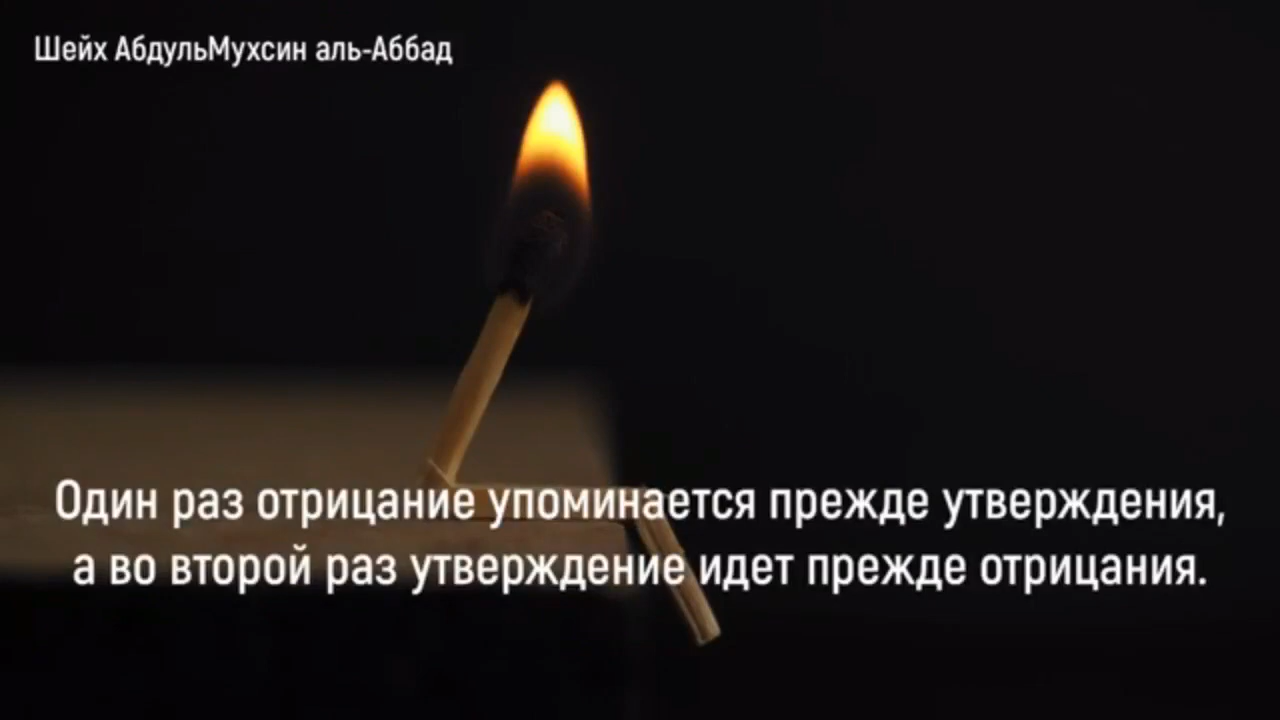 Шейх АбдульМухсин аль-Аббад
Один раз отрицание упоминается прежде утверждения,
а во второй раз утверждение идет прежде отрицания.